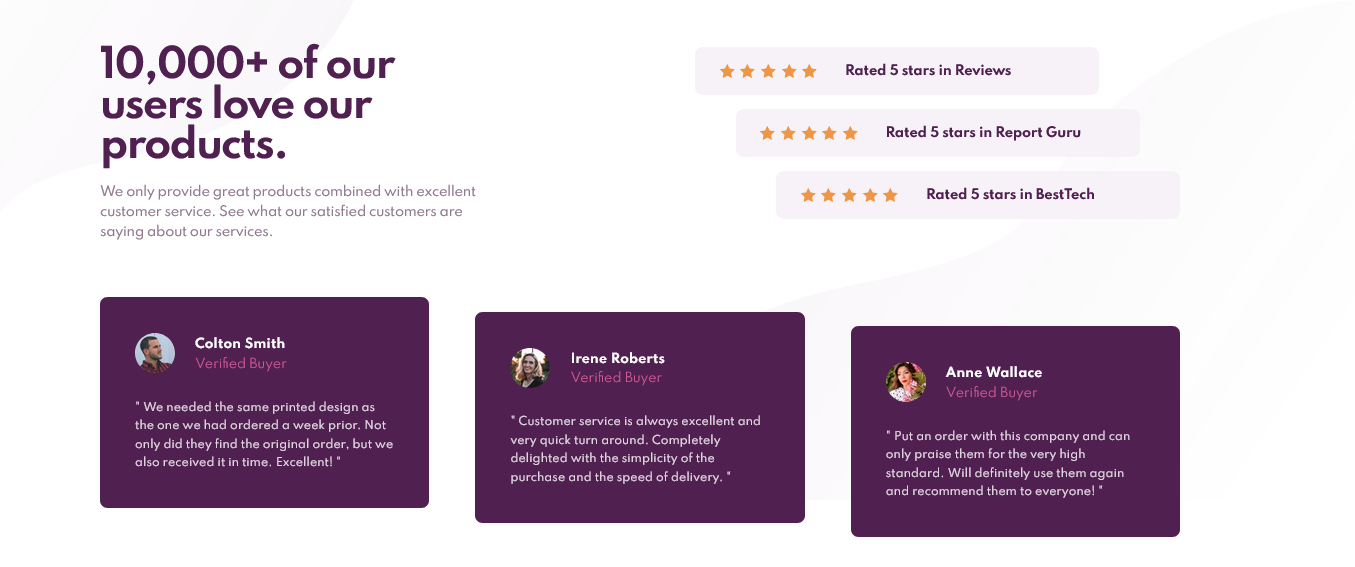 10,000+ of our
users love our
products.
We only provide great products combined with excellent
customer service. See what our satisfied customers are
saying about our services.
Rated 5 stars in Reviews
Rated 5 stars in Report Guru
Rated 5 stars in BestTech
Colton Smith
Verified Buyer
" We needed the same printed design as
the one we had ordered a week prior. Not
only did they find the original order, but we
also received it in time. Excellent! "
Irene Roberts
Verified Buyer
" Customer service is always excellent and
very quick turn around. Completely
delighted with the simplicity of the
purchase and the speed of delivery. "
Anne Wallace
Verified Buyer
" Put an order with this company and can
only praise them for the very high
standard. Will definitely use them again
and recommend them to everyone! "